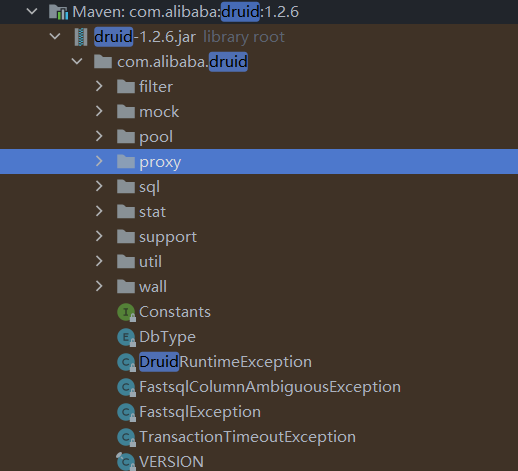 Maven: com.alibaba:druid:1.2.6
druid-1.2.6.jar library root
com.alibaba.druid
filter
mock
pool
proxy
sql
stat
support
util
wall
Constants
DbType
DruidRuntimeException
FastsqlColumnAmbiguousException
FastsqlException
TransactionTimeoutException
VERSION